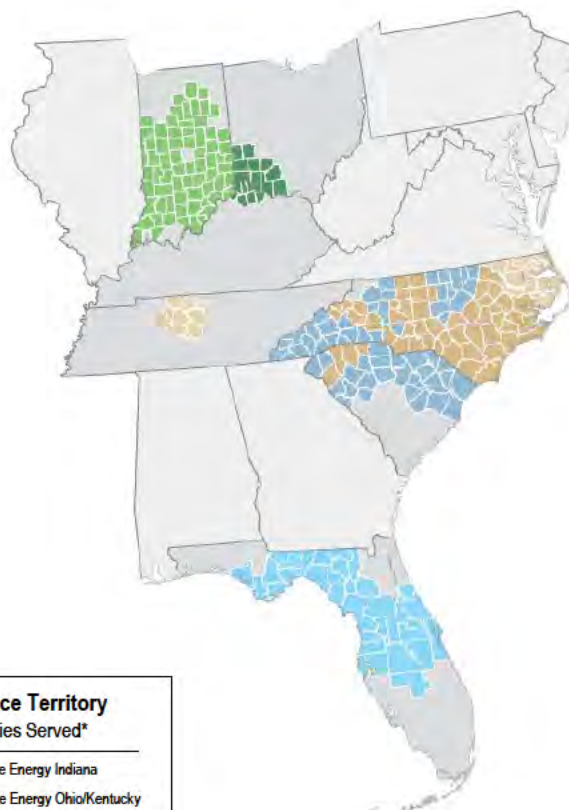 ce Territory
ies Served*
e Energy Indiana
e Energy Ohio/Kentucky